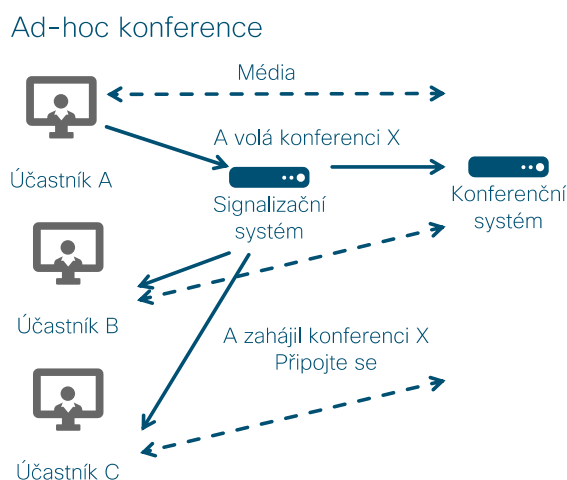 Ad-hoc konference
Média
A volá konferenci X
Účastník A
Signalizační
systém
Konferenční
systém
Účastník B
A zahájil konferenci X
Připojte se
Účastník C